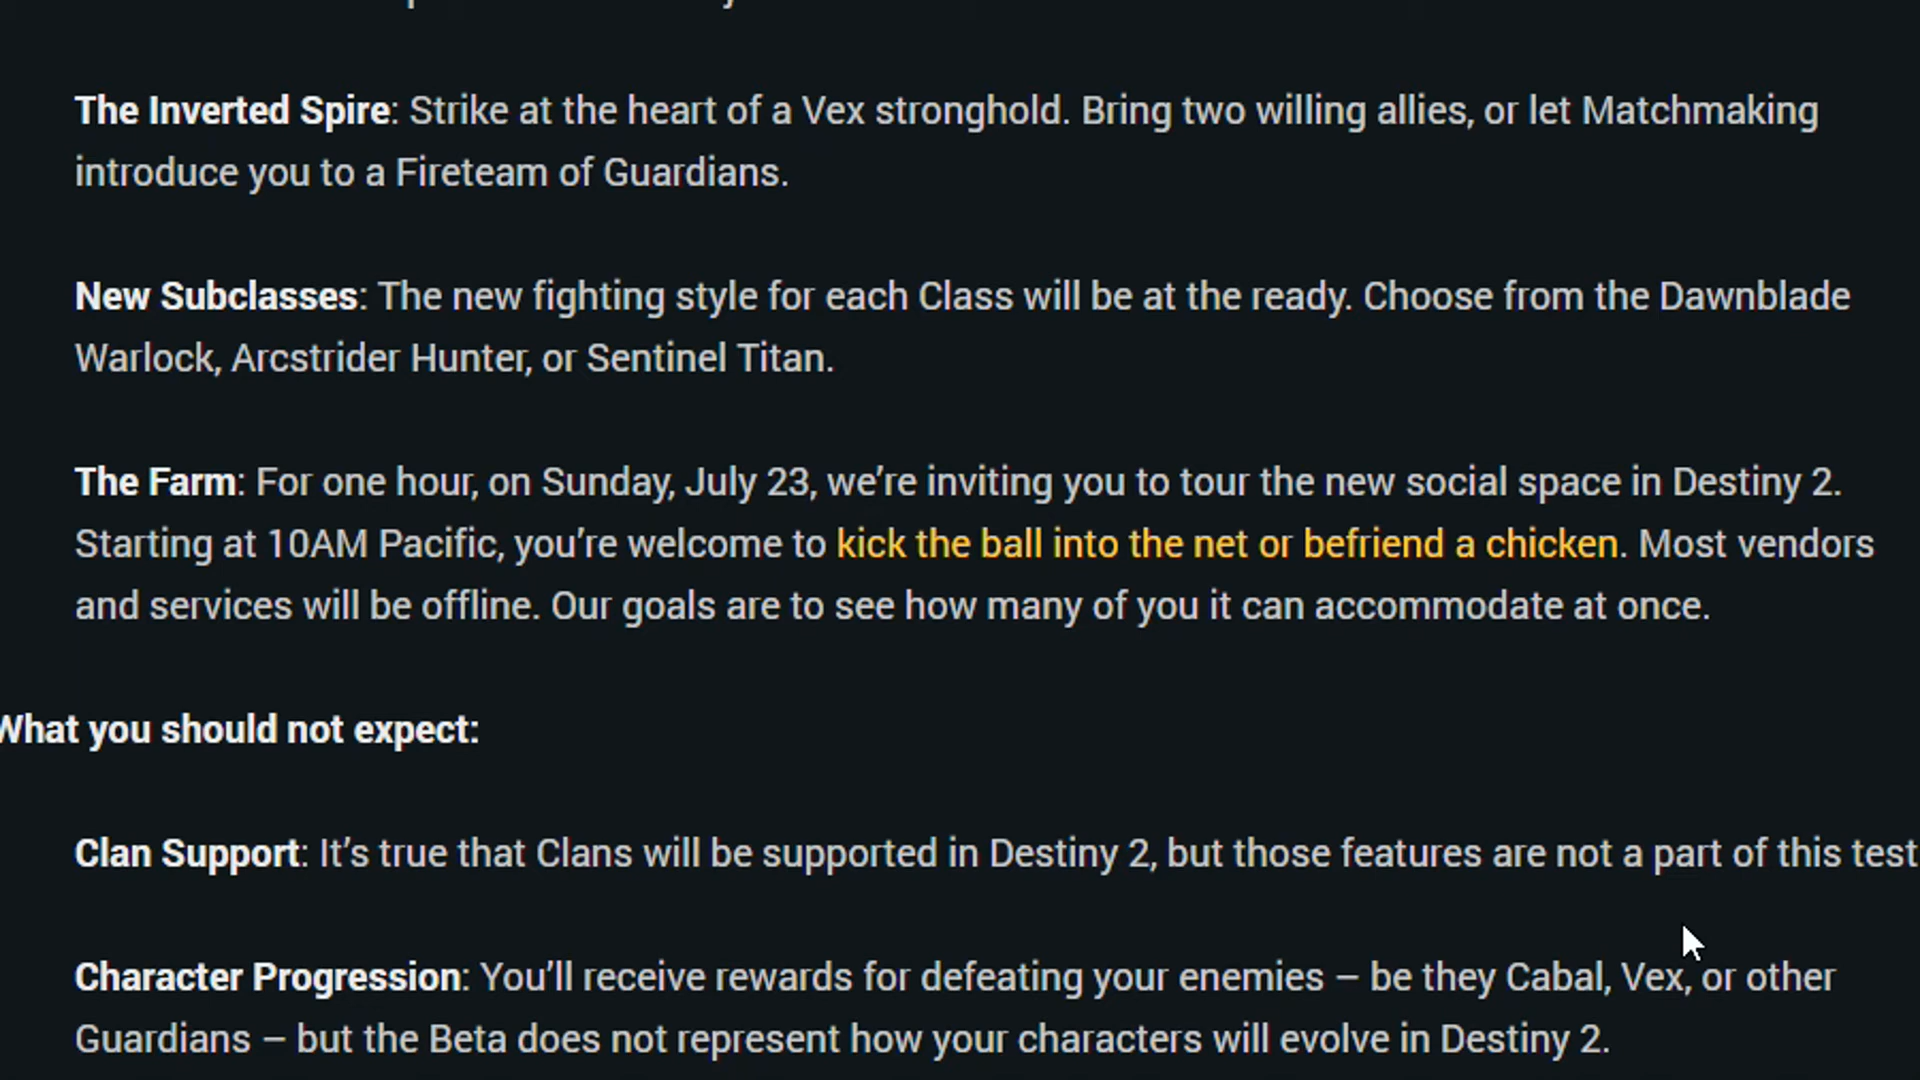 The Inverted Spire: Strike at the heart of a Vex stronghold. Bring two willing allies, or let Matchmaking
introduce you to a Fireteam of Guardians.
New Subclasses: The new fighting style for each Class will be at the ready. Choose from the Dawnblade
Warlock, Arcstrider Hunter, or Sentinel Titan.
The Farm: For one hour, on Sunday, July 23, we’re inviting you to tour the new social space in Destiny 2.
Starting at 10AM Pacific, you’re welcome to kick the ball into the net or befriend a chicken. Most vendors
and services will be offline. Our goals are to see how many of you it can accommodate at once.
What you should not expect:
Clan Support: It’s true that Clans will be supported in Destiny 2, but those features are not a part of this test
Character Progression: You’ll receive rewards for defeating your enemies – be they Cabal, Vex, or other
Guardians – but the Beta does not represent how your characters will evolve in Destiny 2.